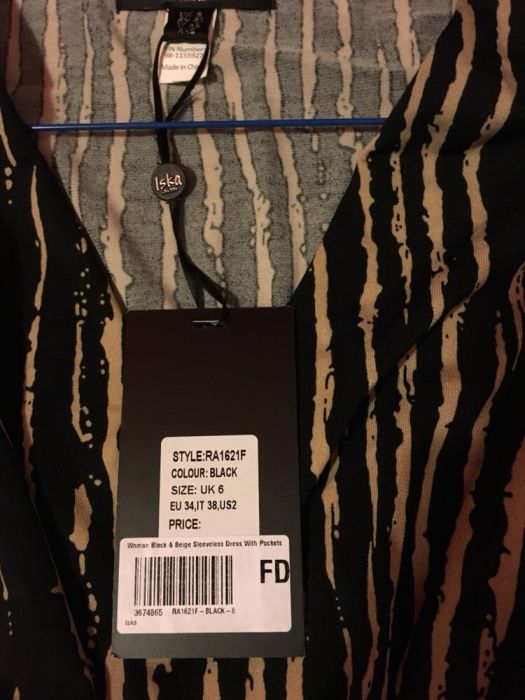 Made in Ch
Iska
STYLE:RA1621F
COLOUR: BLACK
SIZE: UK 6
EU 34,IT 38,US2
PRICE:
Woman Black & Beige Sleeveless Dress With Pockets
FD
3674865 RA1621F-BLACK-6
Iska